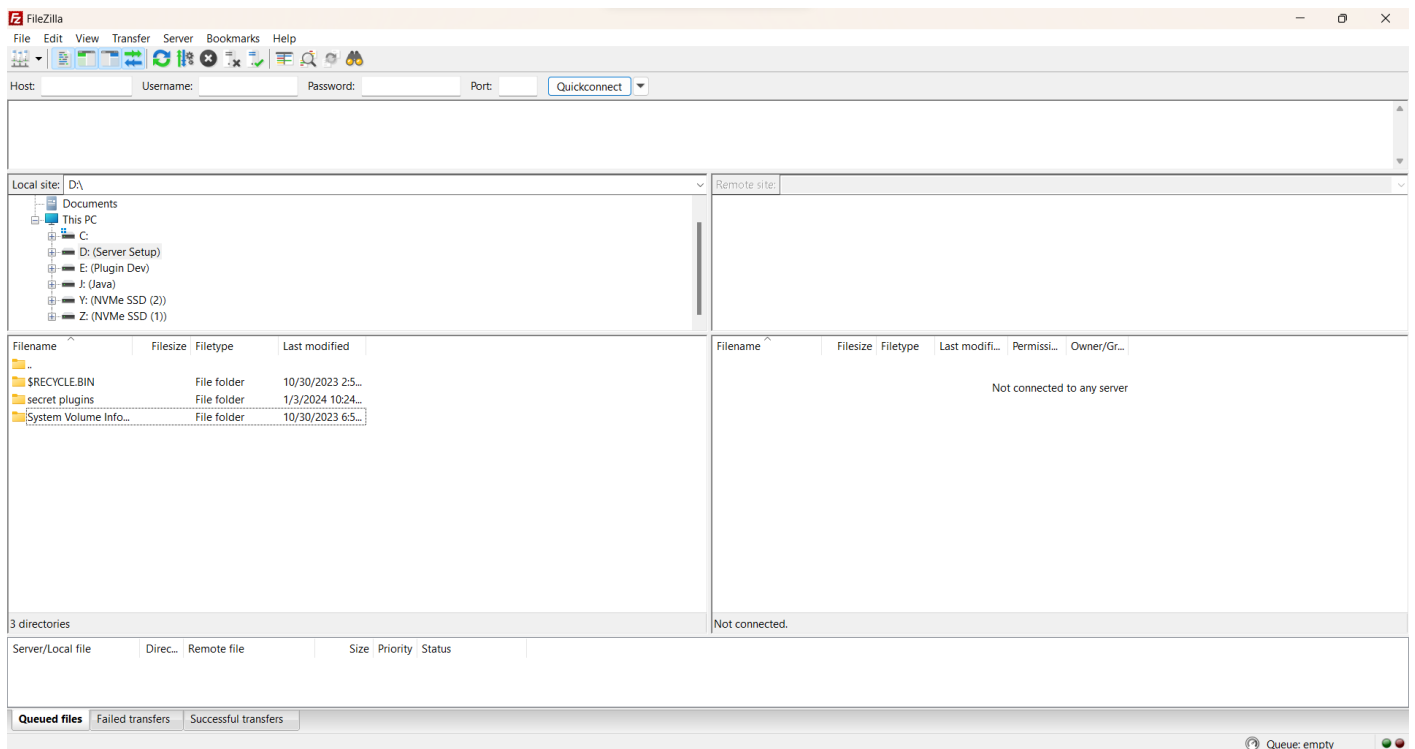 FileZilla
File Edit View Transfer Server Bookmarks Help
Host: Username: Password: Port: Quickconnect
Local site: D:\ Remote site:
Documents
This PC
C:
D: (Server Setup)
E: (Plugin Dev)
J: (Java)
Y: (NVMe SSD (2))
Z: (NVMe SSD (1))
Filename Filesize Filetype Last modified
..
$RECYCLE.BIN File folder 10/30/2023 2:5...
secret plugins File folder 1/3/2024 10:24...
System Volume Info... File folder 10/30/2023 6:5...
3 directories
Filename Filesize Filetype Last modifi... Permissi... Owner/Gr...
Not connected to any server
Not connected.
Server/Local file Direc... Remote file Size Priority Status
Queued files Failed transfers Successful transfers
Queue: empty